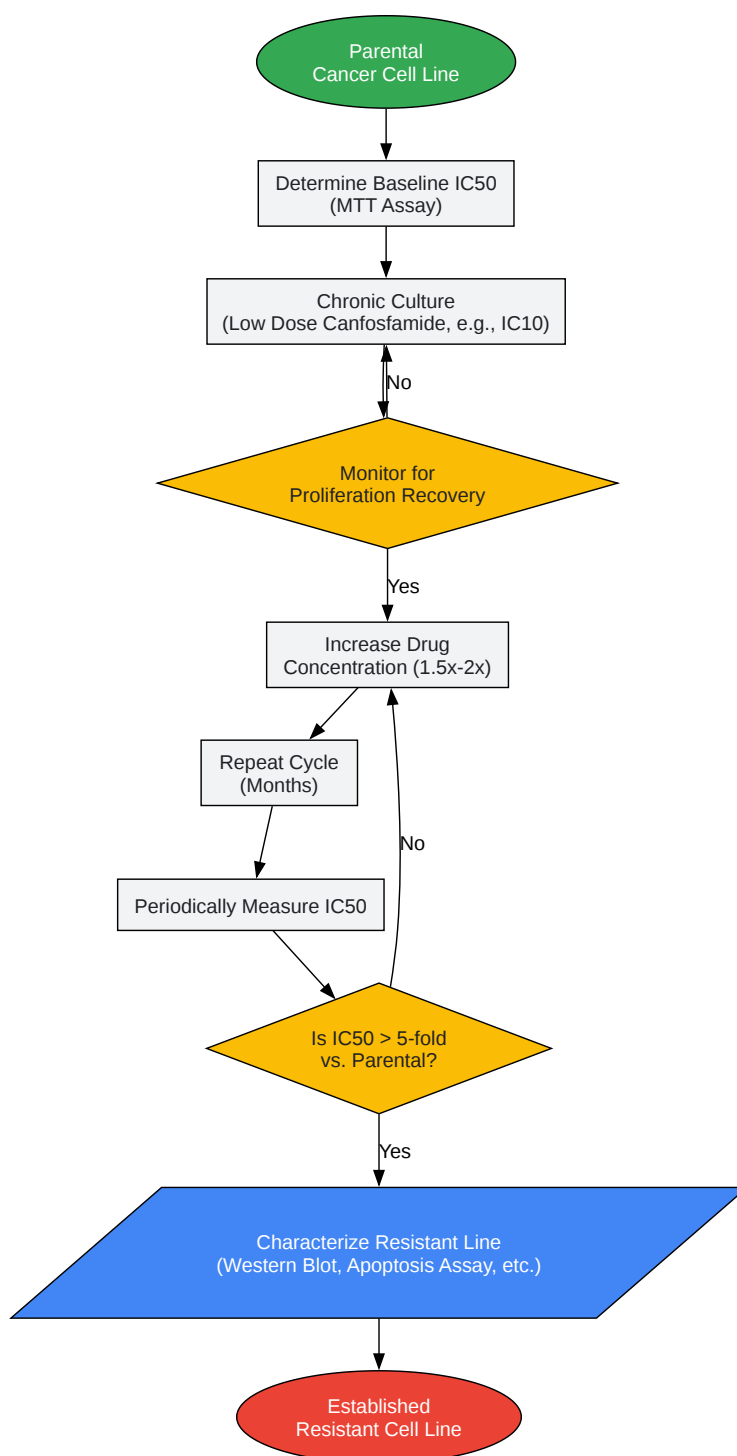 Parental
Cancer Cell Line
Determine Baseline IC50
(MTT Assay)
Chronic Culture
(Low Dose Canfosfamide, e.g., IC10)
No
Monitor for
Proliferation Recovery
Yes
Increase Drug
Concentration (1.5x-2x)
Repeat Cycle
(Months)
No
Periodically Measure IC50
Is IC50 > 5-fold
vs. Parental?
Yes
Characterize Resistant Line
(Western Blot, Apoptosis Assay, etc.)
Established
Resistant Cell Line